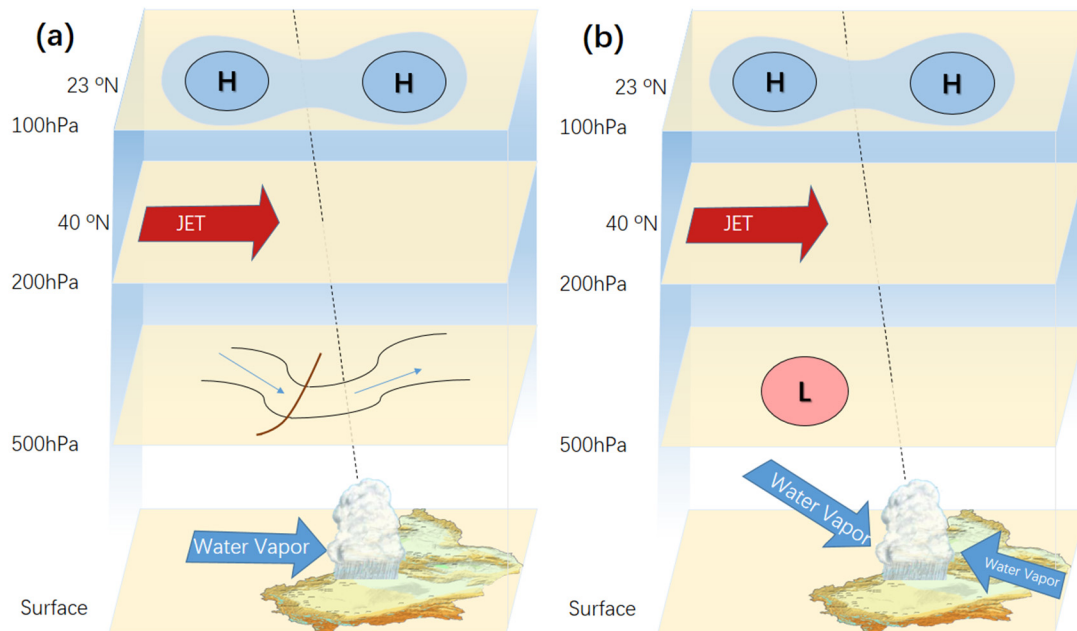 (a)
H
H
23 ºN
100hPa
JET
40 ºN
200hPa
500hPa
Water Vapor
Surface
(b)
H
H
23 ºN
100hPa
JET
40 ºN
200hPa
L
500hPa
Water Vapor
Water Vapor
Surface